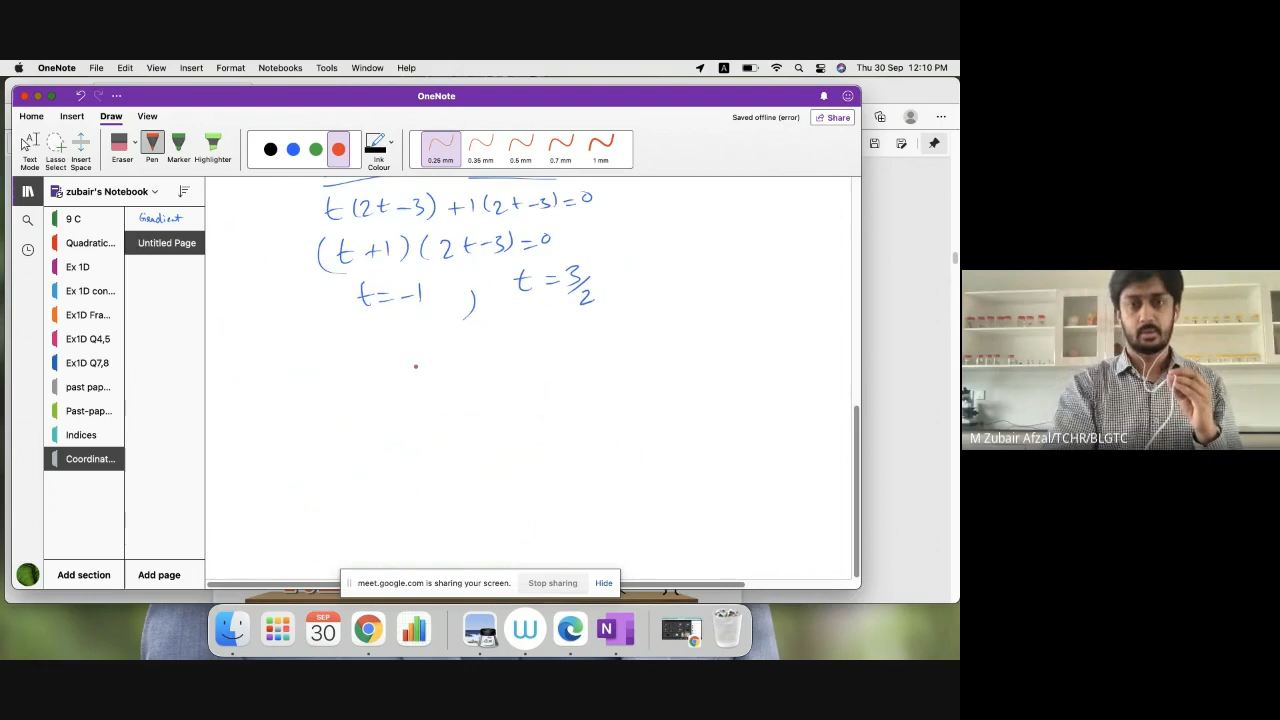 OneNote File Edit View Insert Format Notebooks Tools Window Help A Thu 30 Sep 12:10 PM
OneNote
Home Insert Draw View Saved offline (error) Share
Text Mode Lasso Select Insert Space Eraser Pen Marker Highlighter Ink Colour 0.25 mm 0.35 mm 0.5 mm 0.7 mm 1 mm
zubair's Notebook
9 C
Quadratic...
Ex 1D
Ex 1D con...
Ex1D Fra...
Ex1D Q4,5
Ex1D Q7,8
past pap...
Past-pap...
Indices
Coordinat...
Add section
Gradient
Untitled Page
Add page
t(2t-3) +1(2t-3)=0
(t+1)(2t-3)=0
t=-1 , t=3/2
meet.google.com is sharing your screen. Stop sharing Hide
SEP
30
W
N
M Zubair Afzal/TCHR/BLGTC